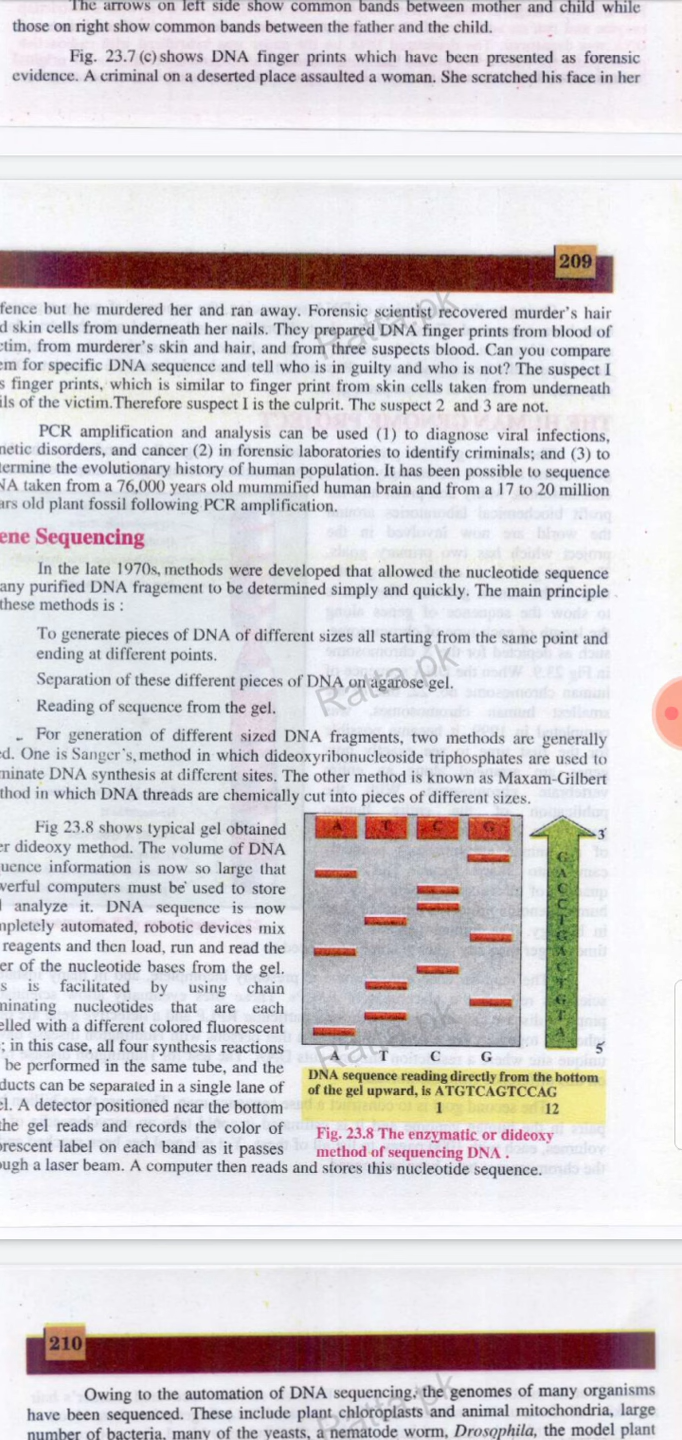 The arrows on left side show common bands between mother and child while
those on right show common bands between the father and the child.
Fig. 23.7 (c) shows DNA finger prints which have been presented as forensic
evidence. A criminal on a deserted place assaulted a woman. She scratched his face in her
209
fence but he murdered her and ran away. Forensic scientist recovered murder's hair
d skin cells from underneath her nails. They prepared DNA finger prints from blood of
ctim, from murderer's skin and hair, and from three suspects blood. Can you compare
em for specific DNA sequence and tell who is in guilty and who is not? The suspect I
s finger prints, which is similar to finger print from skin cells taken from underneath
ils of the victim.Therefore suspect I is the culprit. The suspect 2 and 3 are not.
PCR amplification and analysis can be used (1) to diagnose viral infections,
netic disorders, and cancer (2) in forensic laboratories to identify criminals; and (3) to
termine the evolutionary history of human population. It has been possible to sequence
NA taken from a 76,000 years old mummified human brain and from a 17 to 20 million
ars old plant fossil following PCR amplification.
ene Sequencing
In the late 1970s, methods were developed that allowed the nucleotide sequence
any purified DNA fragement to be determined simply and quickly. The main principle
these methods is :
To generate pieces of DNA of different sizes all starting from the same point and
ending at different points.
Separation of these different pieces of DNA on agarose gel.
Reading of sequence from the gel.
For generation of different sized DNA fragments, two methods are generally
ed. One is Sanger's, method in which dideoxyribonucleoside triphosphates are used to
minate DNA synthesis at different sites. The other method is known as Maxam-Gilbert
thod in which DNA threads are chemically cut into pieces of different sizes.
Fig 23.8 shows typical gel obtained
er dideoxy method. The volume of DNA
uence information is now so large that
werful computers must be used to store
l analyze it. DNA sequence is now
mpletely automated, robotic devices mix
reagents and then load, run and read the
er of the nucleotide bases from the gel.
s is facilitated by using chain
minating nucleotides that are each
elled with a different colored fluorescent
; in this case, all four synthesis reactions
be performed in the same tube, and the
ducts can be separated in a single lane of
el. A detector positioned near the bottom
the gel reads and records the color of
orescent label on each band as it passes
ough a laser beam. A computer then reads and stores this nucleotide sequence.
A T C G
3'
G
A
C
C
T
G
A
C
T
G
T
A
5'
A T C G
DNA sequence reading directly from the bottom
of the gel upward, is ATGTCAGTCCAG
1 12
Fig. 23.8 The enzymatic or dideoxy
method of sequencing DNA .
210
Owing to the automation of DNA sequencing, the genomes of many organisms
have been sequenced. These include plant chloroplasts and animal mitochondria, large
number of bacteria, many of the yeasts, a nematode worm, Drosophila, the model plant
Ratta.pk
Ratta.pk
Ratta.pk
Ratta.pk